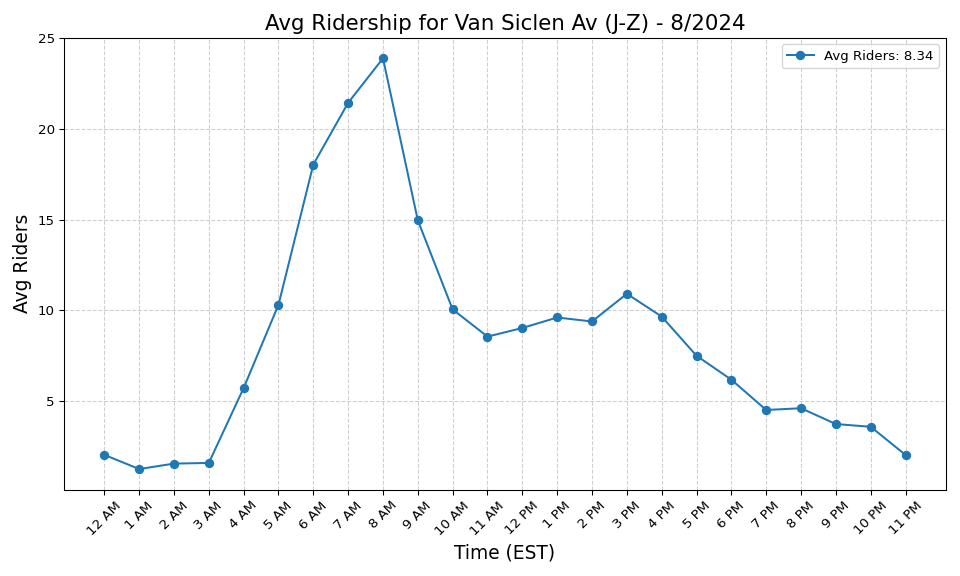 Avg Ridership for Van Siclen Av (J-Z) - 8/2024
Avg Riders: 8.34
Avg Riders
25
20
15
10
5
12 AM
1 AM
2 AM
3 AM
4 AM
5 AM
6 AM
7 AM
8 AM
9 AM
10 AM
11 AM
12 PM
1 PM
2 PM
3 PM
4 PM
5 PM
6 PM
7 PM
8 PM
9 PM
10 PM
11 PM
Time (EST)